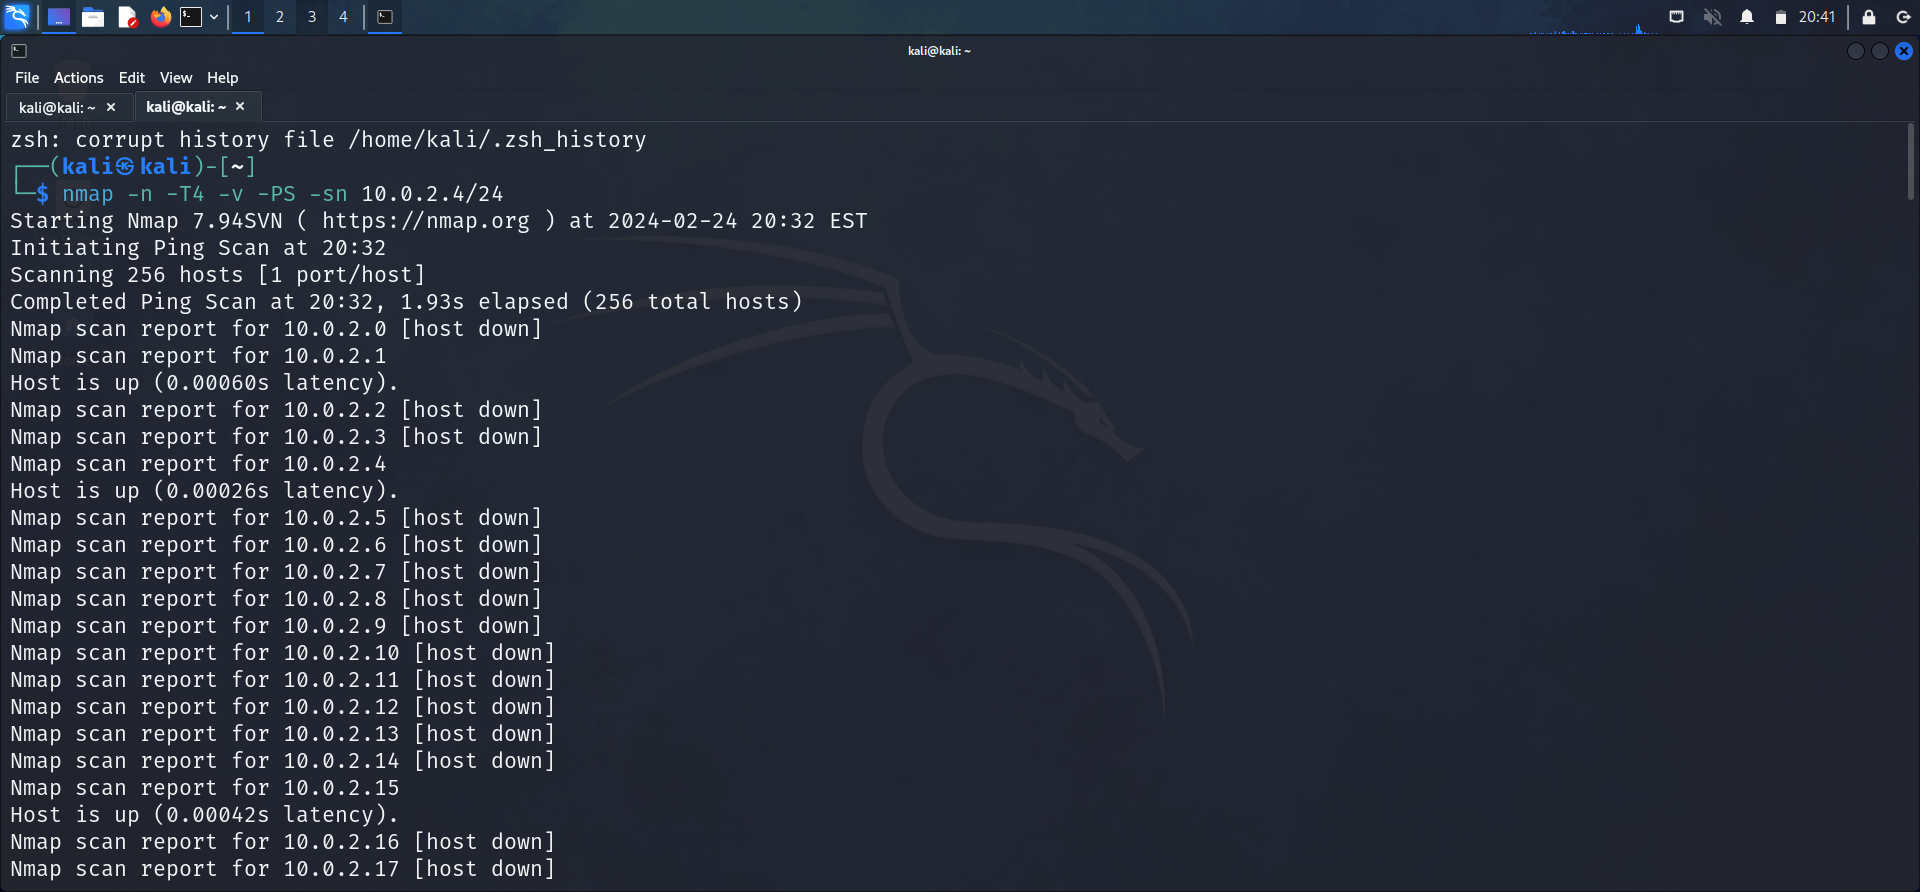 1 2 3 4 20:41
kali@kali: ~
File Actions Edit View Help
kali@kali: ~ × kali@kali: ~ ×
zsh: corrupt history file /home/kali/.zsh_history
┌──(kali㉿kali)-[~]
└─$ nmap -n -T4 -v -PS -sn 10.0.2.4/24
Starting Nmap 7.94SVN ( https://nmap.org ) at 2024-02-24 20:32 EST
Initiating Ping Scan at 20:32
Scanning 256 hosts [1 port/host]
Completed Ping Scan at 20:32, 1.93s elapsed (256 total hosts)
Nmap scan report for 10.0.2.0 [host down]
Nmap scan report for 10.0.2.1
Host is up (0.00060s latency).
Nmap scan report for 10.0.2.2 [host down]
Nmap scan report for 10.0.2.3 [host down]
Nmap scan report for 10.0.2.4
Host is up (0.00026s latency).
Nmap scan report for 10.0.2.5 [host down]
Nmap scan report for 10.0.2.6 [host down]
Nmap scan report for 10.0.2.7 [host down]
Nmap scan report for 10.0.2.8 [host down]
Nmap scan report for 10.0.2.9 [host down]
Nmap scan report for 10.0.2.10 [host down]
Nmap scan report for 10.0.2.11 [host down]
Nmap scan report for 10.0.2.12 [host down]
Nmap scan report for 10.0.2.13 [host down]
Nmap scan report for 10.0.2.14 [host down]
Nmap scan report for 10.0.2.15
Host is up (0.00042s latency).
Nmap scan report for 10.0.2.16 [host down]
Nmap scan report for 10.0.2.17 [host down]